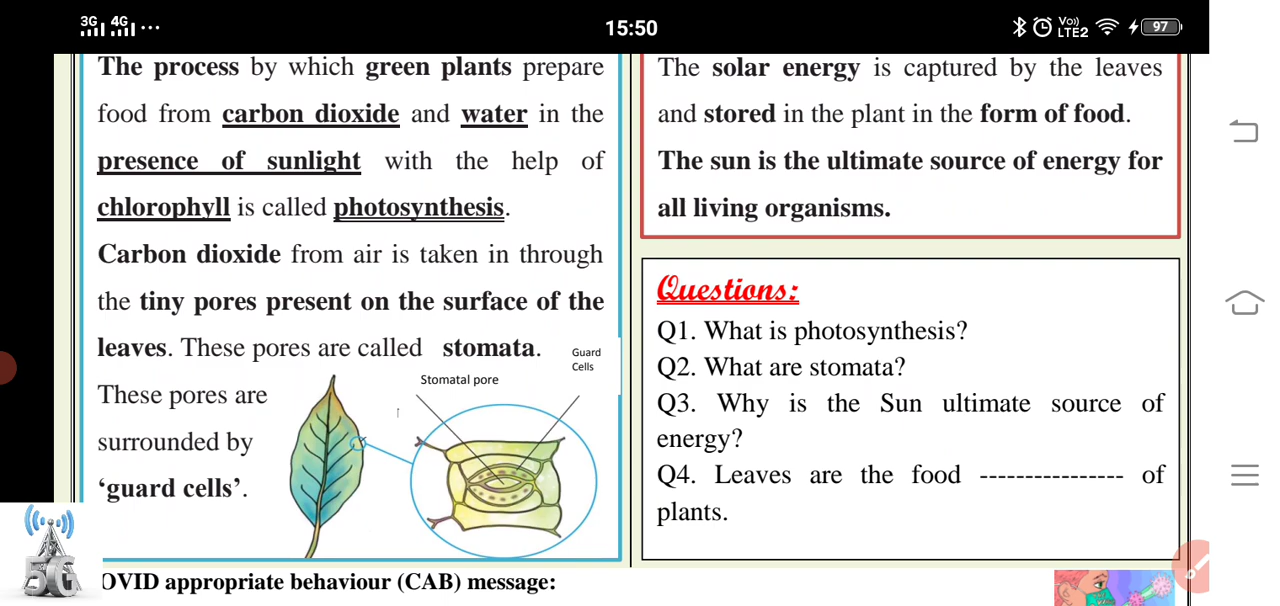 3G 4G
15:50
Vo)) LTE2 97
The process by which green plants prepare
food from carbon dioxide and water in the
presence of sunlight with the help of
chlorophyll is called photosynthesis.
Carbon dioxide from air is taken in through
the tiny pores present on the surface of the
leaves. These pores are called stomata.
These pores are
surrounded by
‘guard cells’.
Guard
Cells
Stomatal pore
The solar energy is captured by the leaves
and stored in the plant in the form of food.
The sun is the ultimate source of energy for
all living organisms.
Questions:
Q1. What is photosynthesis?
Q2. What are stomata?
Q3. Why is the Sun ultimate source of
energy?
Q4. Leaves are the food ---------------- of
plants.
5G
OVID appropriate behaviour (CAB) message: